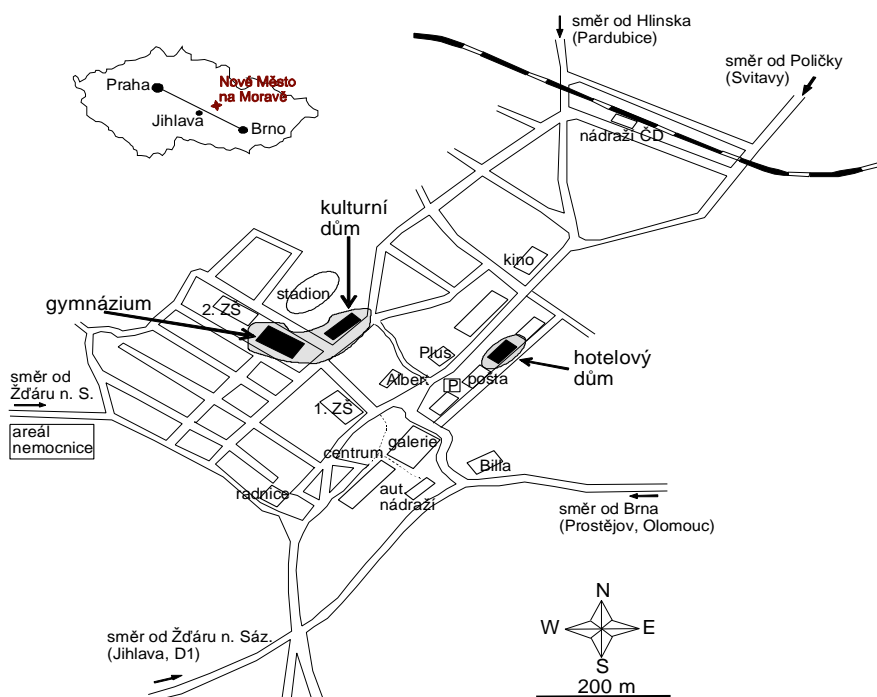 směr od Hlinska
(Pardubice)
směr od Poličky
(Svitavy)
Praha
Nové Město
na Moravě
Jihlava
Brno
nádraží ČD
kulturní
dům
kino
stadion
gymnázium
2. ZŠ
Plus
hotelový
dům
Albert
P
pošta
směr od
Žďáru n. S.
1. ZŠ
areál
nemocnice
galerie
centrum
Billa
radnice
aut.
nádraží
směr od Brna
(Prostějov, Olomouc)
N
W
E
S
směr od Žďáru n. Sáz.
(Jihlava, D1)
200 m